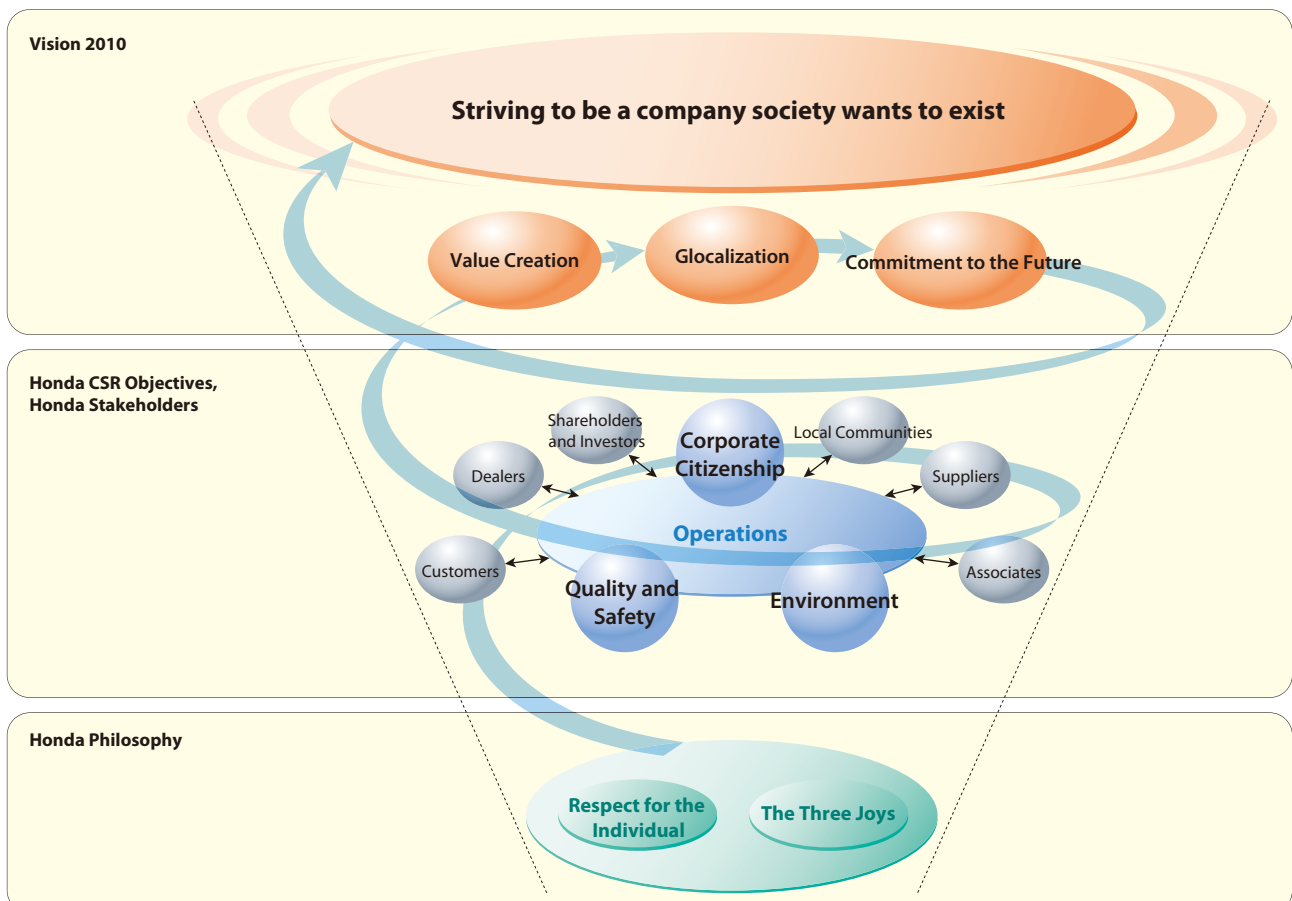 Vision 2010
Striving to be a company society wants to exist
Value Creation
Glocalization
Commitment to the Future
Honda CSR Objectives,
Honda Stakeholders
Shareholders
and Investors
Corporate
Citizenship
Local Communities
Dealers
Suppliers
Operations
Customers
Quality and
Safety
Environment
Associates
Honda Philosophy
Respect for the
Individual
The Three Joys